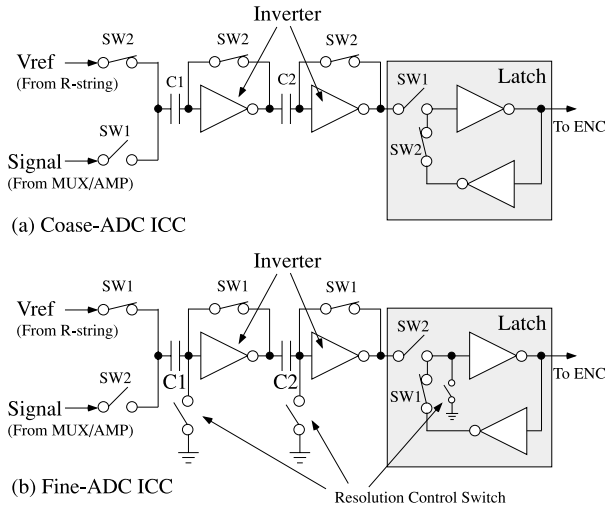 Inverter
SW2
SW2
SW2
Vref
(From R-string)
C1
C2
SW1
Latch
SW1
SW2
To ENC
Signal
(From MUX/AMP)
(a) Coase-ADC ICC
Inverter
SW1
SW1
SW1
Vref
(From R-string)
SW2
Latch
C1
C2
SW2
SW1
To ENC
Signal
(From MUX/AMP)
(b) Fine-ADC ICC
Resolution Control Switch